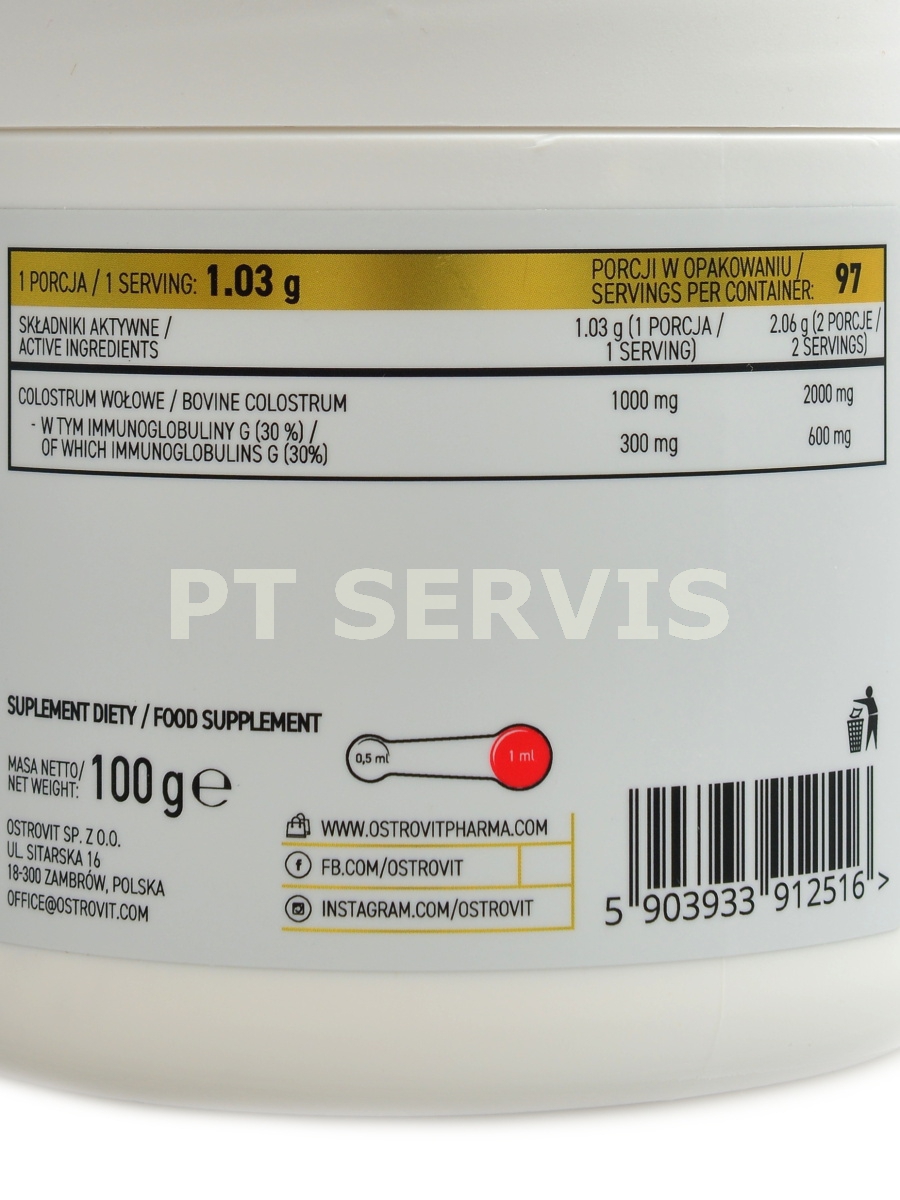 1 PORCJA / 1 SERVING: 1.03 g
PORCJI W OPAKOWANIU /
SERVINGS PER CONTAINER: 97
SKŁADNIKI AKTYWNE /
ACTIVE INGREDIENTS
1.03 g (1 PORCJA /
1 SERVING)
2.06 g (2 PORCJE /
2 SERVINGS)
COLOSTRUM WOŁOWE / BOVINE COLOSTRUM 1000 mg 2000 mg
- W TYM IMMUNOGLOBULINY G (30 %) /
OF WHICH IMMUNOGLOBULINS G (30%) 300 mg 600 mg
PT SERVIS
SUPLEMENT DIETY / FOOD SUPPLEMENT
MASA NETTO/
NET WEIGHT: 100 g e
0,5 ml 1 ml
OSTROVIT SP. Z O.O.
UL. SITARSKA 16
18-300 ZAMBRÓW, POLSKA
OFFICE@OSTROVIT.COM
WWW.OSTROVITPHARMA.COM
FB.COM/OSTROVIT
INSTAGRAM.COM/OSTROVIT
5 903933 912516 >